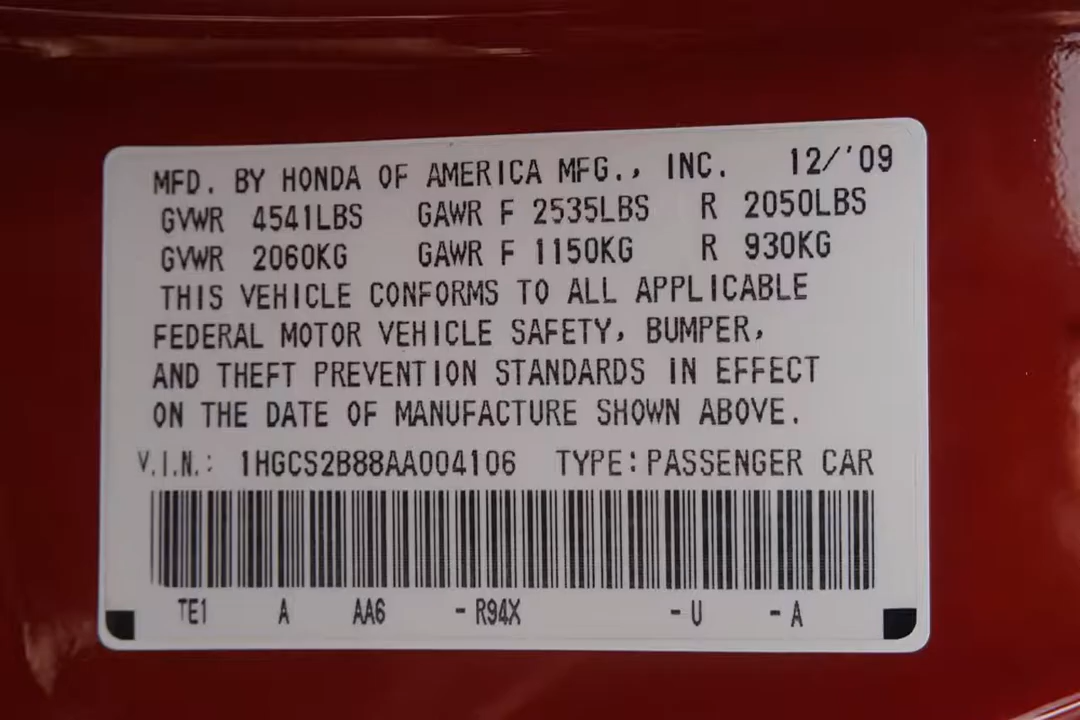 MFD. BY HONDA OF AMERICA MFG., INC. 12/'09
GVWR 4541LBS GAWR F 2535LBS R 2050LBS
GVWR 2060KG GAWR F 1150KG R 930KG
THIS VEHICLE CONFORMS TO ALL APPLICABLE
FEDERAL MOTOR VEHICLE SAFETY, BUMPER,
AND THEFT PREVENTION STANDARDS IN EFFECT
ON THE DATE OF MANUFACTURE SHOWN ABOVE.
V.I.N.: 1HGCS2B88AA004106 TYPE:PASSENGER CAR
TE1 A AA6 -R94X -U -A